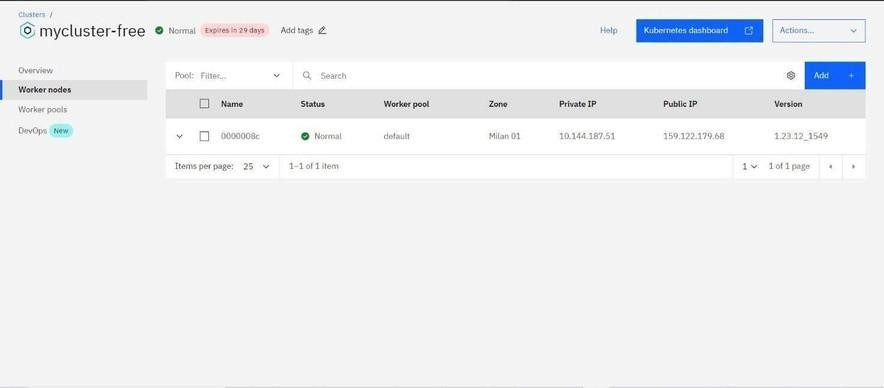 Clusters /
mycluster-free Normal Expires in 29 days Add tags Help Kubernetes dashboard Actions...
Overview
Worker nodes
Worker pools
DevOps New
Pool: Filter... Search Add +
Name Status Worker pool Zone Private IP Public IP Version
0000008c Normal default Milan 01 10.144.187.51 159.122.179.68 1.23.12_1549
Items per page: 25 1–1 of 1 item 1 1 of 1 page